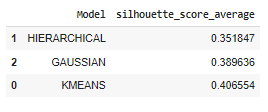 Model silhouette_score_average
1 HIERARCHICAL 0.351847
2 GAUSSIAN 0.389636
0 KMEANS 0.406554